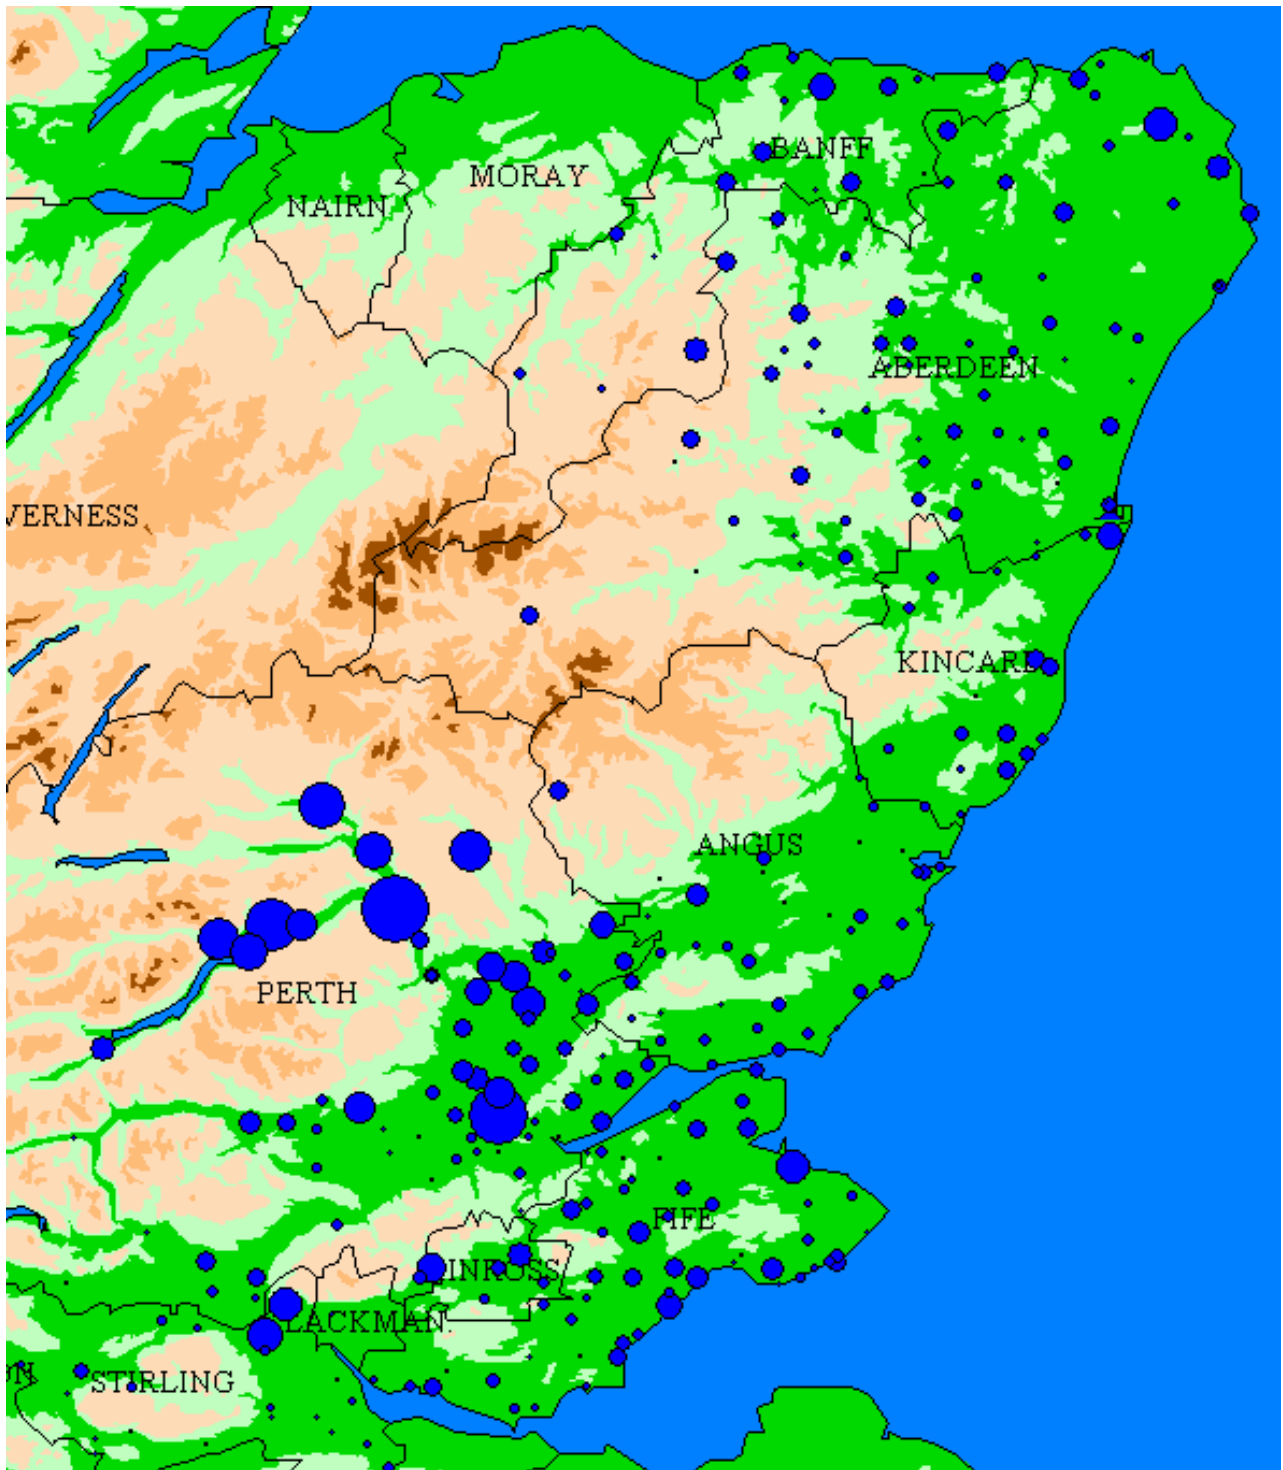 BANFF
MORAY
NAIRN
ABERDEEN
VERNESS
KINCARD
ANGUS
PERTH
FIFE
INROSS
LACKMAN.
STIRLING